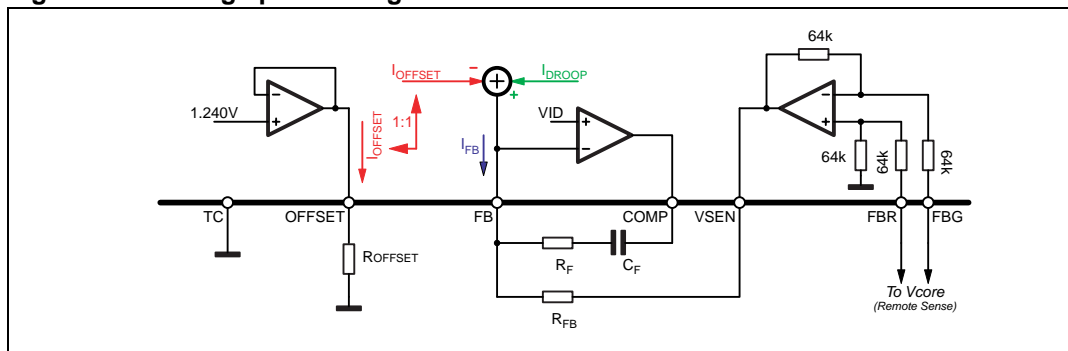 64k
IOFFSET
IDROOP
1.240V
1:1
IOFFSET
VID
IFB
64k
64k
64k
TC
OFFSET
FB
COMP
VSEN
FBR
FBG
ROFFSET
RF
CF
RFB
To Vcore
(Remote Sense)